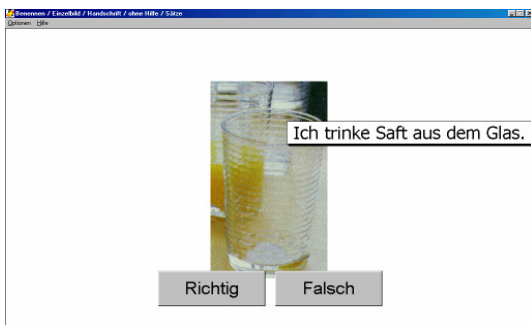 Benennen / Einzelbild / Handschrift / ohne Hilfe / Sätze
Optionen Hilfe
Ich trinke Saft aus dem Glas.
Richtig Falsch